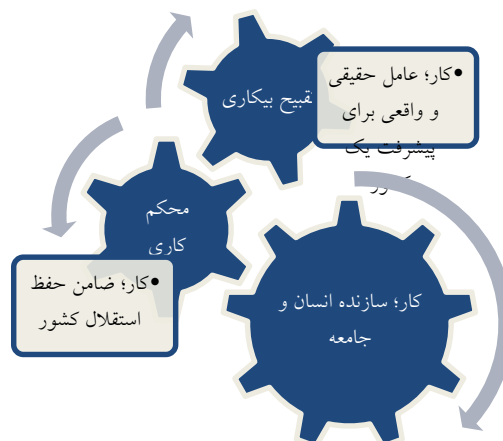 تقبیح بیکاری
•کار؛ عامل حقیقی
و واقعی برای
پیشرفت یک
محکم
کاری
•کار؛ ضامن حفظ
استقلال کشور
کار؛ سازنده انسان و
جامعه